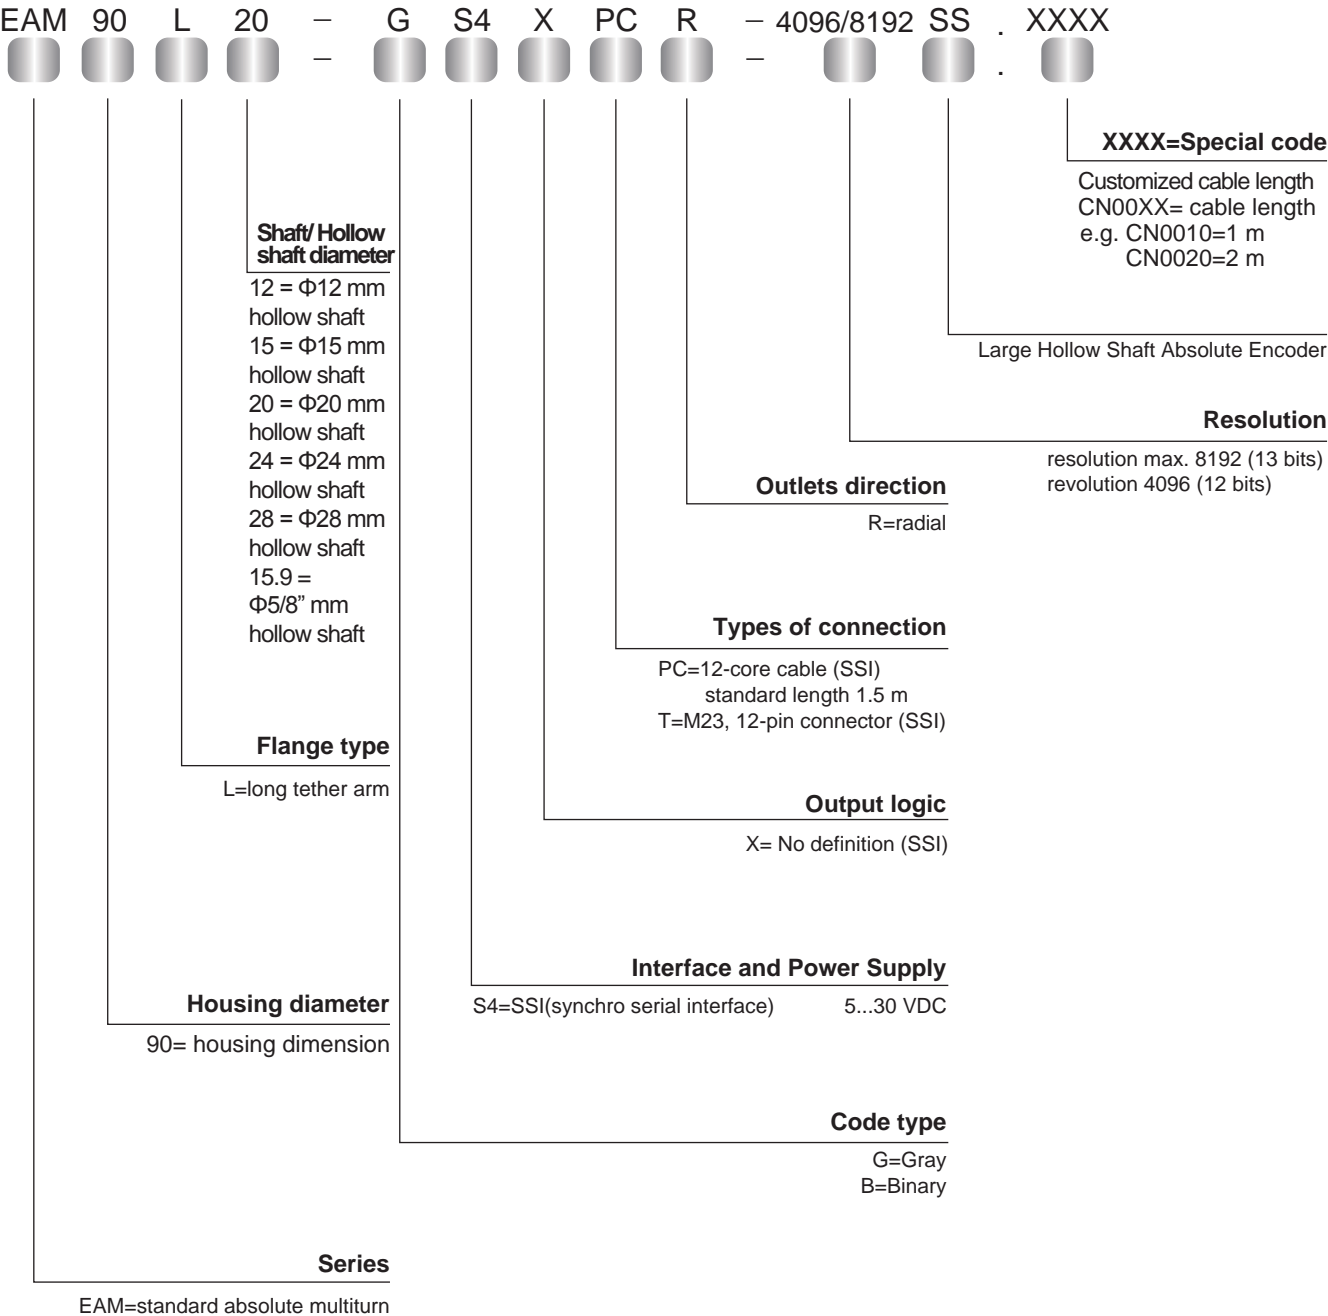 EAM 90 L 20 – G S4 X PC R – 4096/8192 SS . XXXX
– – .
XXXX=Special code
Customized cable length
CN00XX= cable length
e.g. CN0010=1 m
CN0020=2 m
Shaft/ Hollow
shaft diameter
12 = Φ12 mm
hollow shaft
15 = Φ15 mm
hollow shaft
20 = Φ20 mm
hollow shaft
24 = Φ24 mm
hollow shaft
28 = Φ28 mm
hollow shaft
15.9 =
Φ5/8” mm
hollow shaft
Large Hollow Shaft Absolute Encoder
Resolution
resolution max. 8192 (13 bits)
revolution 4096 (12 bits)
Outlets direction
R=radial
Types of connection
PC=12-core cable (SSI)
standard length 1.5 m
T=M23, 12-pin connector (SSI)
Flange type
L=long tether arm
Output logic
X= No definition (SSI)
Interface and Power Supply
S4=SSI(synchro serial interface) 5...30 VDC
Housing diameter
90= housing dimension
Code type
G=Gray
B=Binary
Series
EAM=standard absolute multiturn